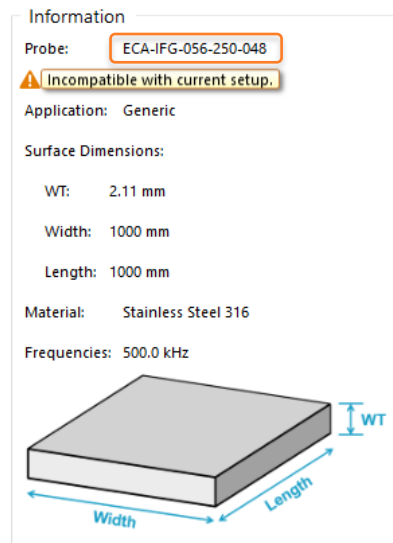 Information
Probe: ECA-IFG-056-250-048
Incompatible with current setup.
Application: Generic
Surface Dimensions:
WT: 2.11 mm
Width: 1000 mm
Length: 1000 mm
Material: Stainless Steel 316
Frequencies: 500.0 kHz
WT
Length
Width